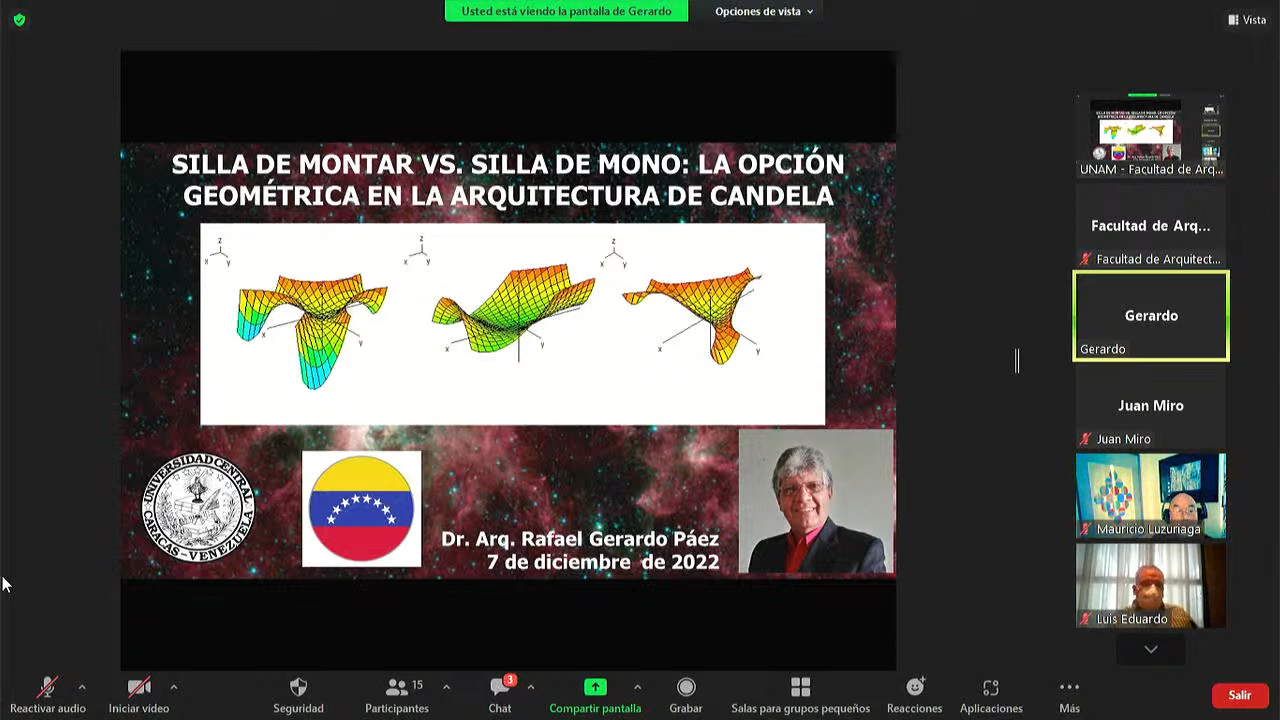 Usted está viendo la pantalla de Gerardo
Opciones de vista
Vista
SILLA DE MONTAR VS. SILLA DE MONO: LA OPCIÓN
GEOMÉTRICA EN LA ARQUITECTURA DE CANDELA
z
x y
z
x y
z
x y
x y
x y
x y
UNIVERSIDAD CENTRAL
CARACAS-VENEZUELA
Dr. Arq. Rafael Gerardo Páez
7 de diciembre de 2022
UNAM - Facultad de Arq...
Facultad de Arq...
Facultad de Arquitect...
Gerardo
Gerardo
Juan Miro
Juan Miro
Mauricio Luzuriaga
Luis Eduardo
Reactivar audio
Iniciar vídeo
Seguridad
15
Participantes
3
Chat
Compartir pantalla
Grabar
Salas para grupos pequeños
Reacciones
Aplicaciones
Más
Salir